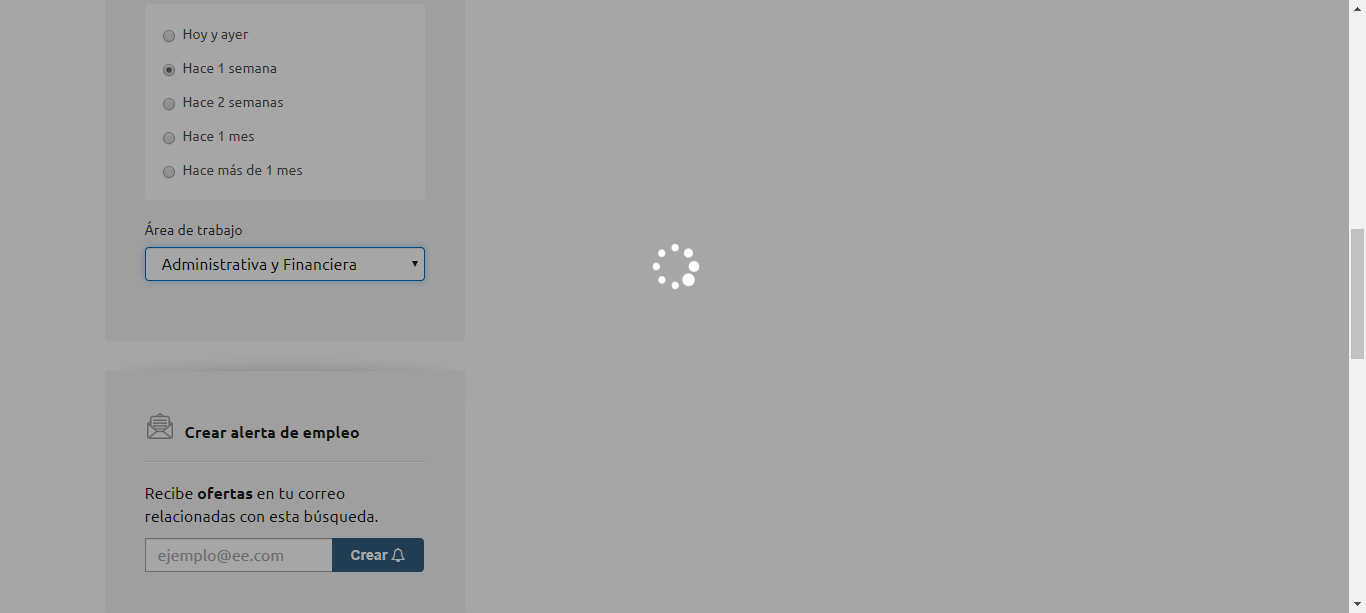 Hoy y ayer
Hace 1 semana
Hace 2 semanas
Hace 1 mes
Hace más de 1 mes
Área de trabajo
Administrativa y Financiera
Crear alerta de empleo
Recibe ofertas en tu correo
relacionadas con esta búsqueda.
ejemplo@ee.com Crear